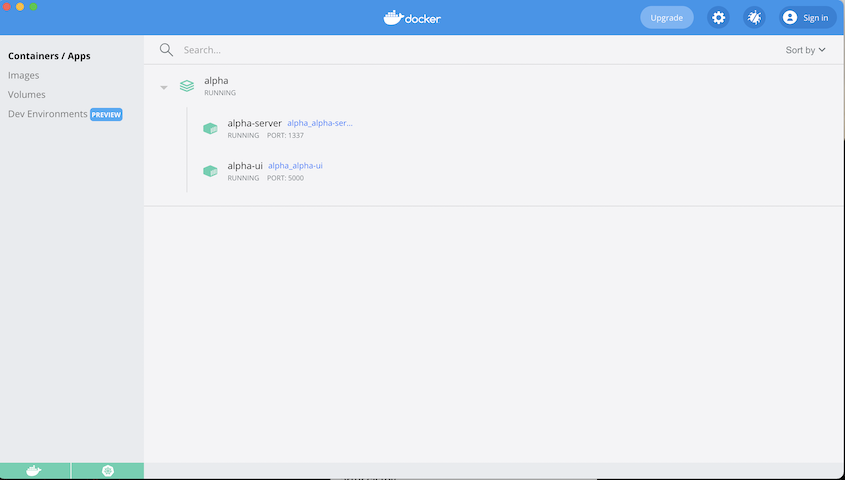 docker
Upgrade
Sign in
Containers / Apps
Images
Volumes
Dev Environments PREVIEW
Search...
Sort by
alpha
RUNNING
alpha-server alpha_alpha-ser...
RUNNING PORT: 1337
alpha-ui alpha_alpha-ui
RUNNING PORT: 5000